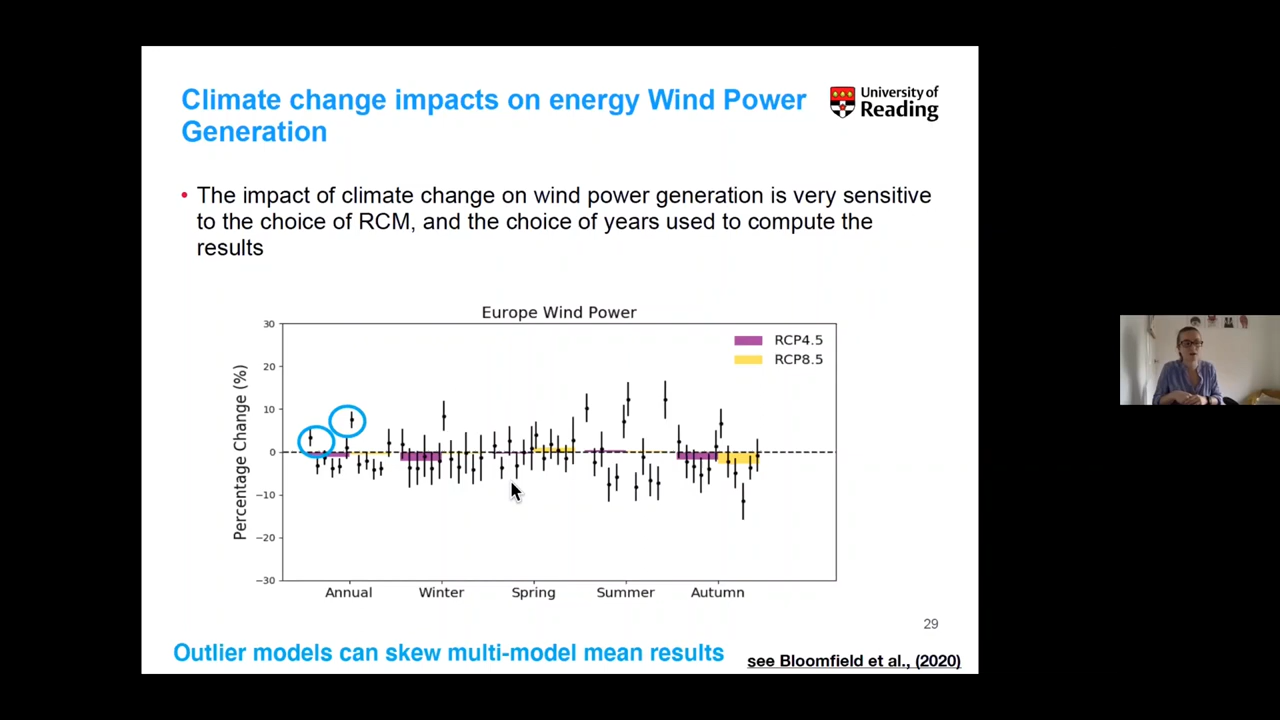 Climate change impacts on energy Wind Power
Generation
University of
Reading
• The impact of climate change on wind power generation is very sensitive
to the choice of RCM, and the choice of years used to compute the
results
Europe Wind Power
30
20
10
0
−10
−20
−30
Percentage Change (%)
RCP4.5
RCP8.5
Annual
Winter
Spring
Summer
Autumn
29
Outlier models can skew multi-model mean results
see Bloomfield et al., (2020)